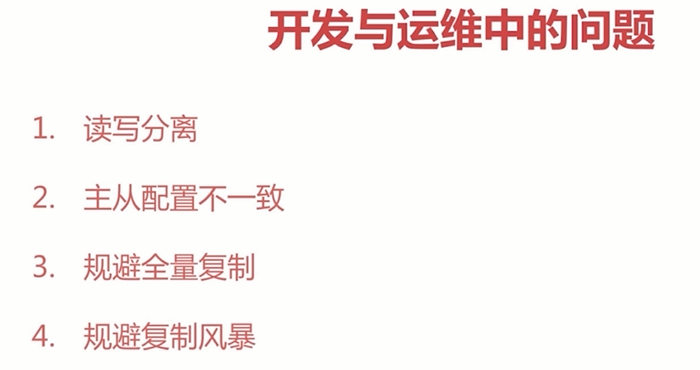 开发与运维中的问题
1. 读写分离
2. 主从配置不一致
3. 规避全量复制
4. 规避复制风暴